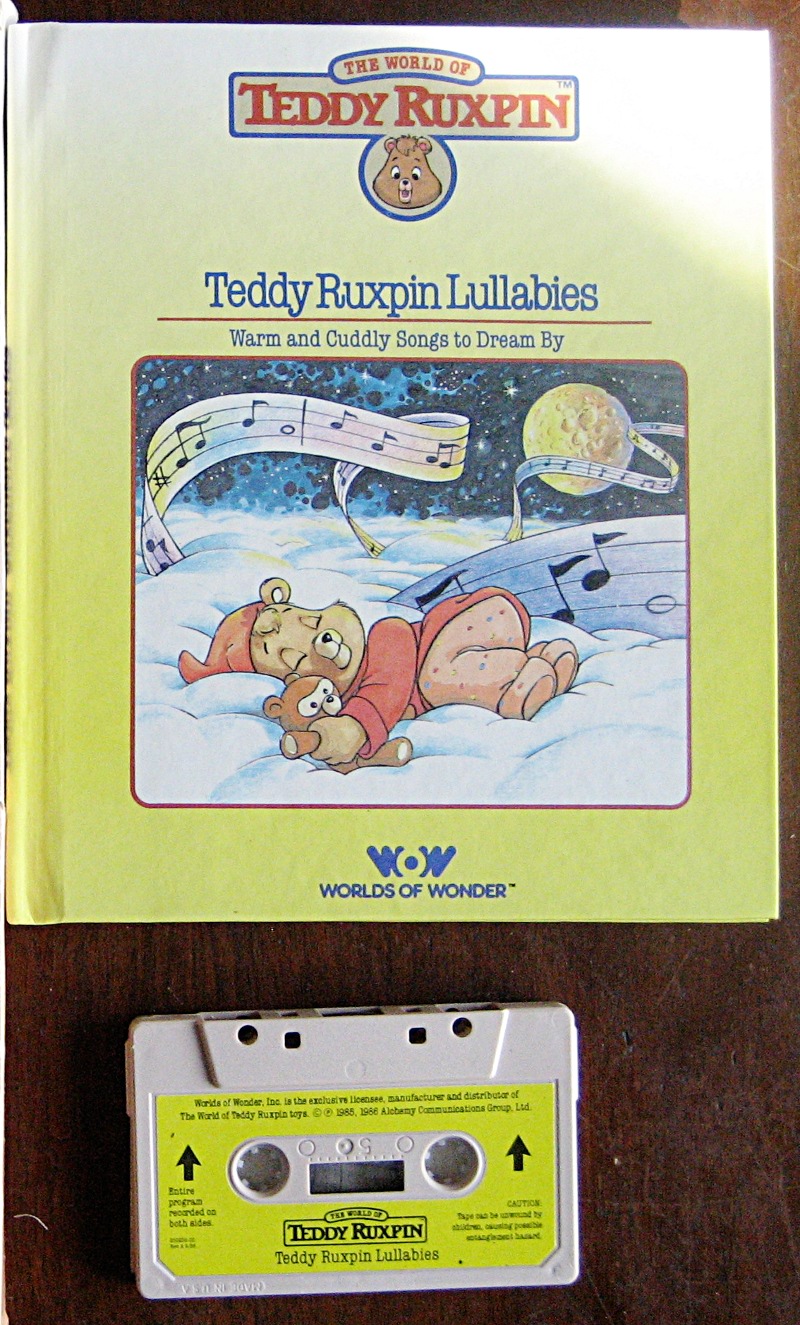 THE WORLD OF
TEDDY RUXPIN™
Teddy Ruxpin Lullabies
Warm and Cuddly Songs to Dream By
WOW
WORLDS OF WONDER™
Worlds of Wonder, Inc. is the exclusive licensee, manufacturer and distributor of
The World of Teddy Ruxpin toys. © ℗ 1985, 1986 Alchemy Communications Group, Ltd.
Entire
program
recorded on
both sides.
CAUTION:
Tape can be unwound by
children, causing possible
entanglement hazard.
THE WORLD OF
TEDDY RUXPIN
Teddy Ruxpin Lullabies
MADE IN U S A